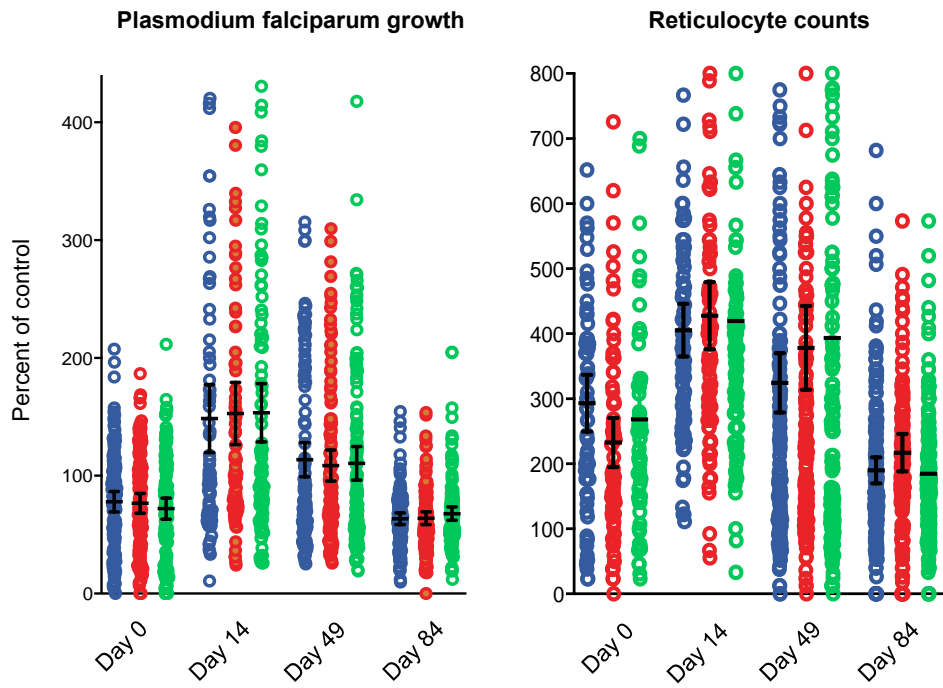 Plasmodium falciparum growth
Percent of control
400
300
200
100
0
Day 0
Day 14
Day 49
Day 84
Reticulocyte counts
800
700
600
500
400
300
200
100
0
Day 0
Day 14
Day 49
Day 84